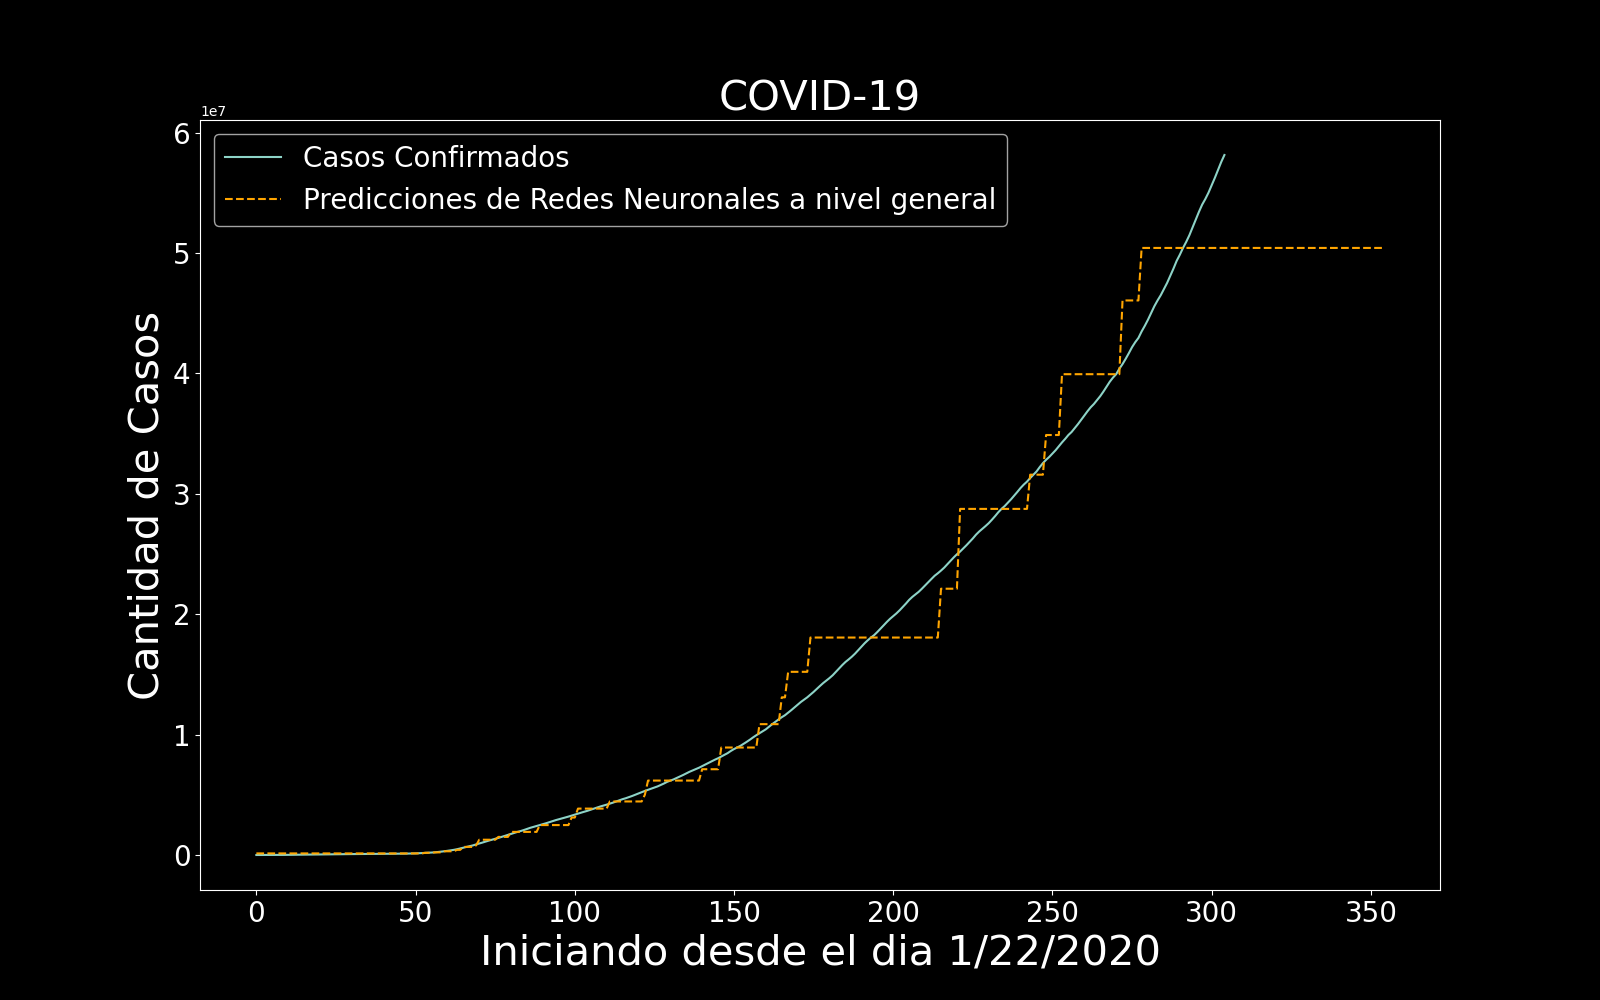 COVID-19
1e7
Casos Confirmados
Predicciones de Redes Neuronales a nivel general
6
5
4
3
2
1
0
Cantidad de Casos
0 50 100 150 200 250 300 350
Iniciando desde el dia 1/22/2020